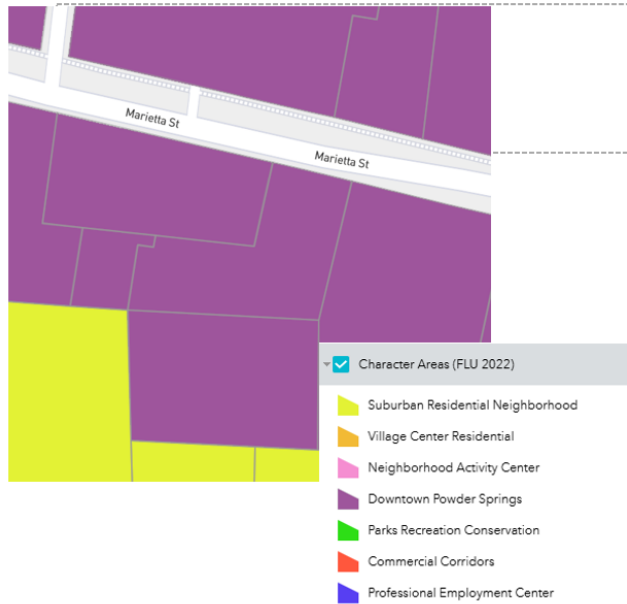 Marietta St
Marietta St
Character Areas (FLU 2022)
Suburban Residential Neighborhood
Village Center Residential
Neighborhood Activity Center
Downtown Powder Springs
Parks Recreation Conservation
Commercial Corridors
Professional Employment Center